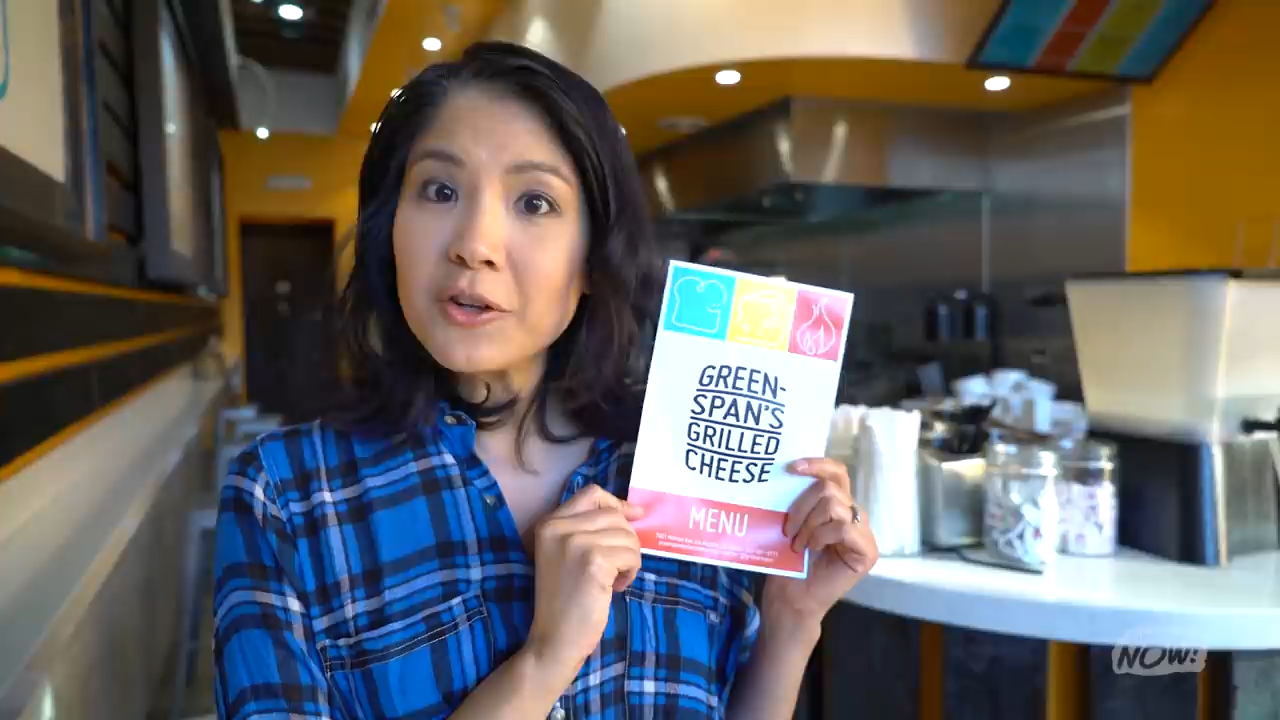 GREEN-
SPAN'S
GRILLED
CHEESE
MENU
NOW!